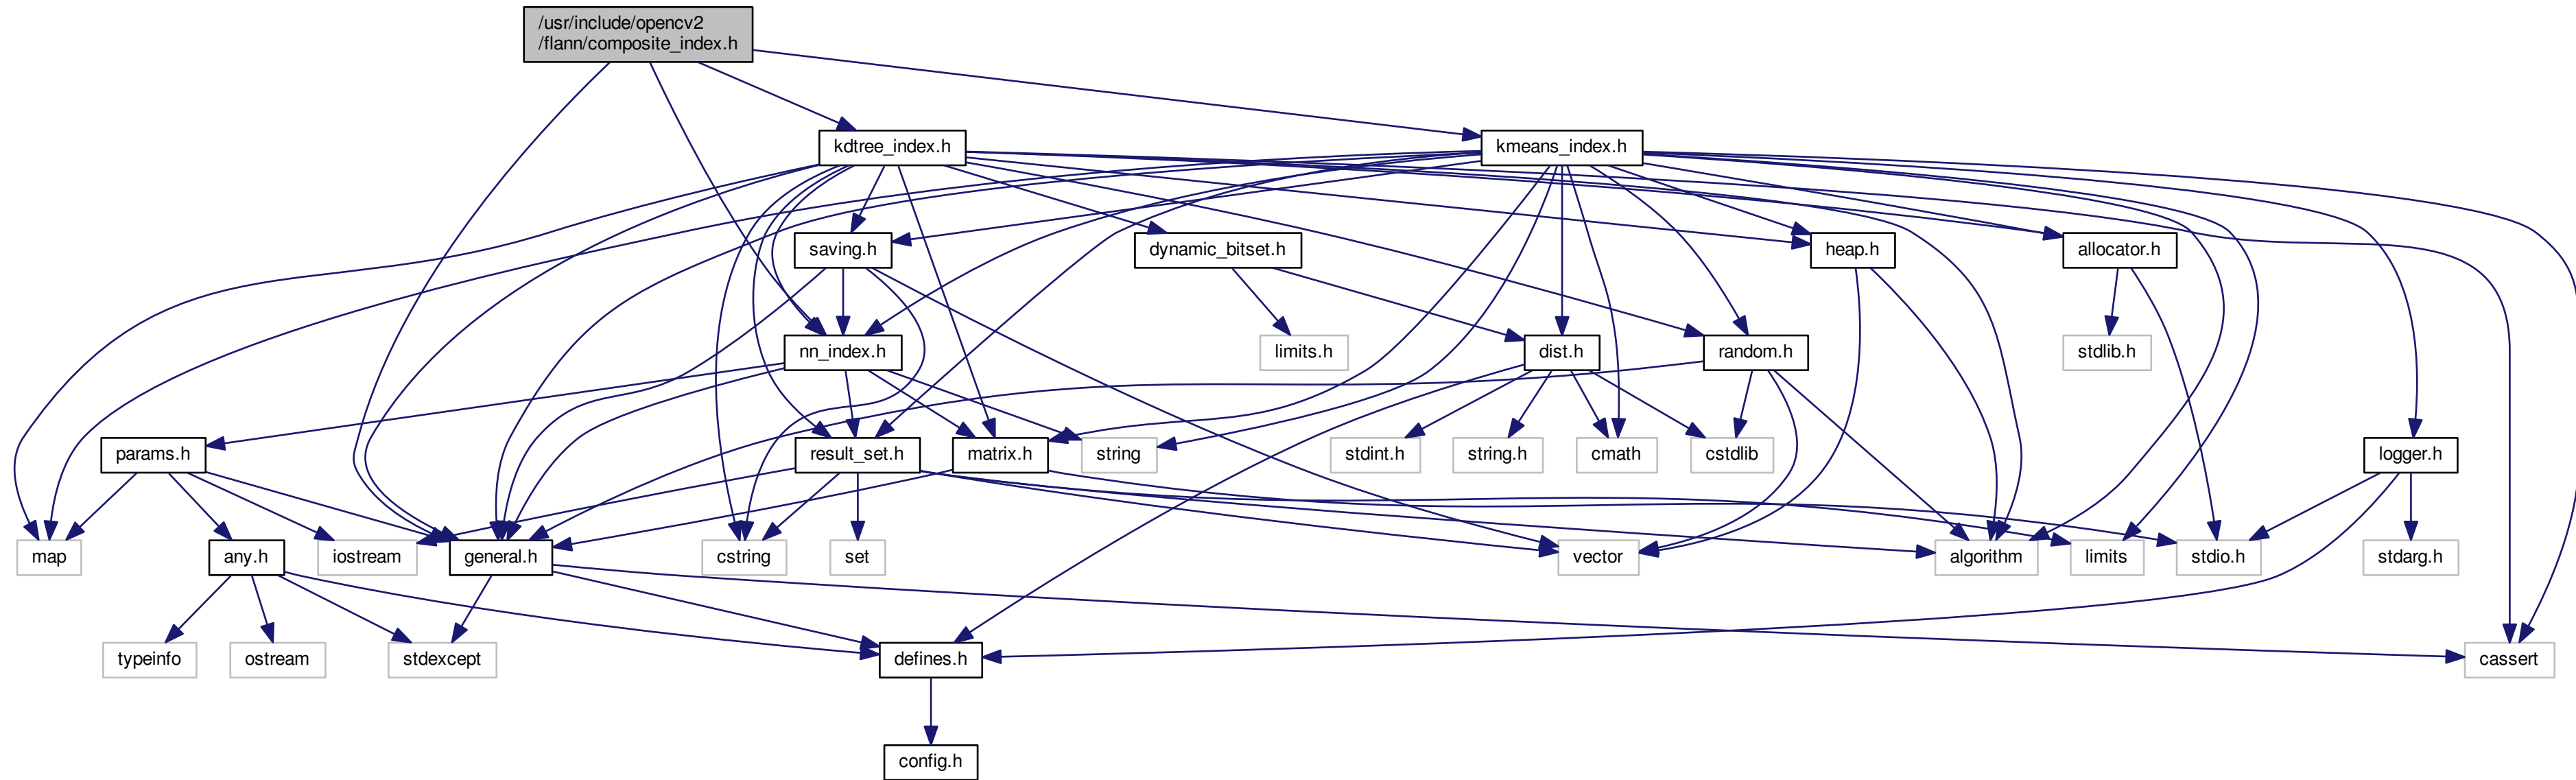 /usr/include/opencv2
/flann/composite_index.h
kdtree_index.h
kmeans_index.h
saving.h
dynamic_bitset.h
heap.h
allocator.h
nn_index.h
limits.h
dist.h
random.h
stdlib.h
params.h
result_set.h
matrix.h
string
stdint.h
string.h
cmath
cstdlib
logger.h
map
any.h
iostream
general.h
cstring
set
vector
algorithm
limits
stdio.h
stdarg.h
typeinfo
ostream
stdexcept
defines.h
cassert
config.h